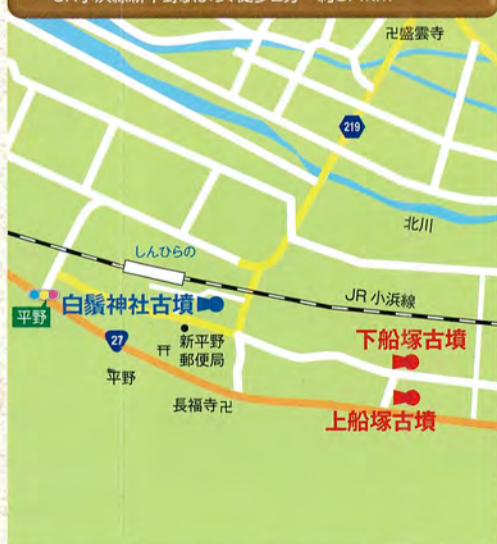 卍盛雲寺
219
北川
しんひらの
JR 小浜線
白鬚神社古墳
平野
27
新平野
郵便局
平野
下船塚古墳
長福寺卍
上船塚古墳